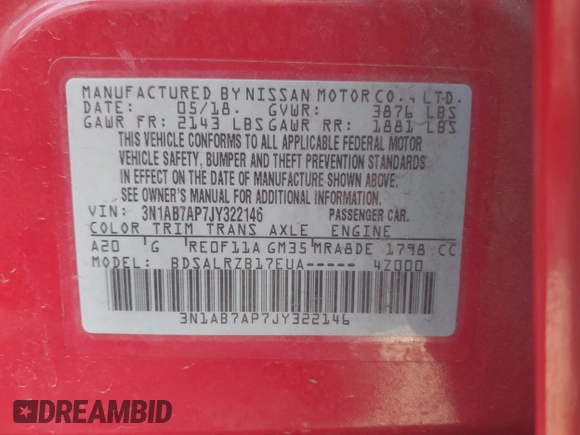 MANUFACTURED BY NISSAN MOTOR CO., LTD.
DATE: 05/18. GVWR: 3876 LBS
GAWR FR: 2143 LBS GAWR RR: 1881 LBS
THIS VEHICLE CONFORMS TO ALL APPLICABLE FEDERAL MOTOR
VEHICLE SAFETY, BUMPER AND THEFT PREVENTION STANDARDS
IN EFFECT ON THE DATE OF MANUFACTURE SHOWN ABOVE.
SEE OWNER'S MANUAL FOR ADDITIONAL INFORMATION.
VIN: 3N1AB7AP7JY322146 PASSENGER CAR.
COLOR TRIM TRANS AXLE ENGINE
A20 G RE0F11A GM35 MRA8DE 1798 CC
MODEL: BDSALRZB17EUA----- 4Z000
3N1AB7AP7JY322146
DREAMBID